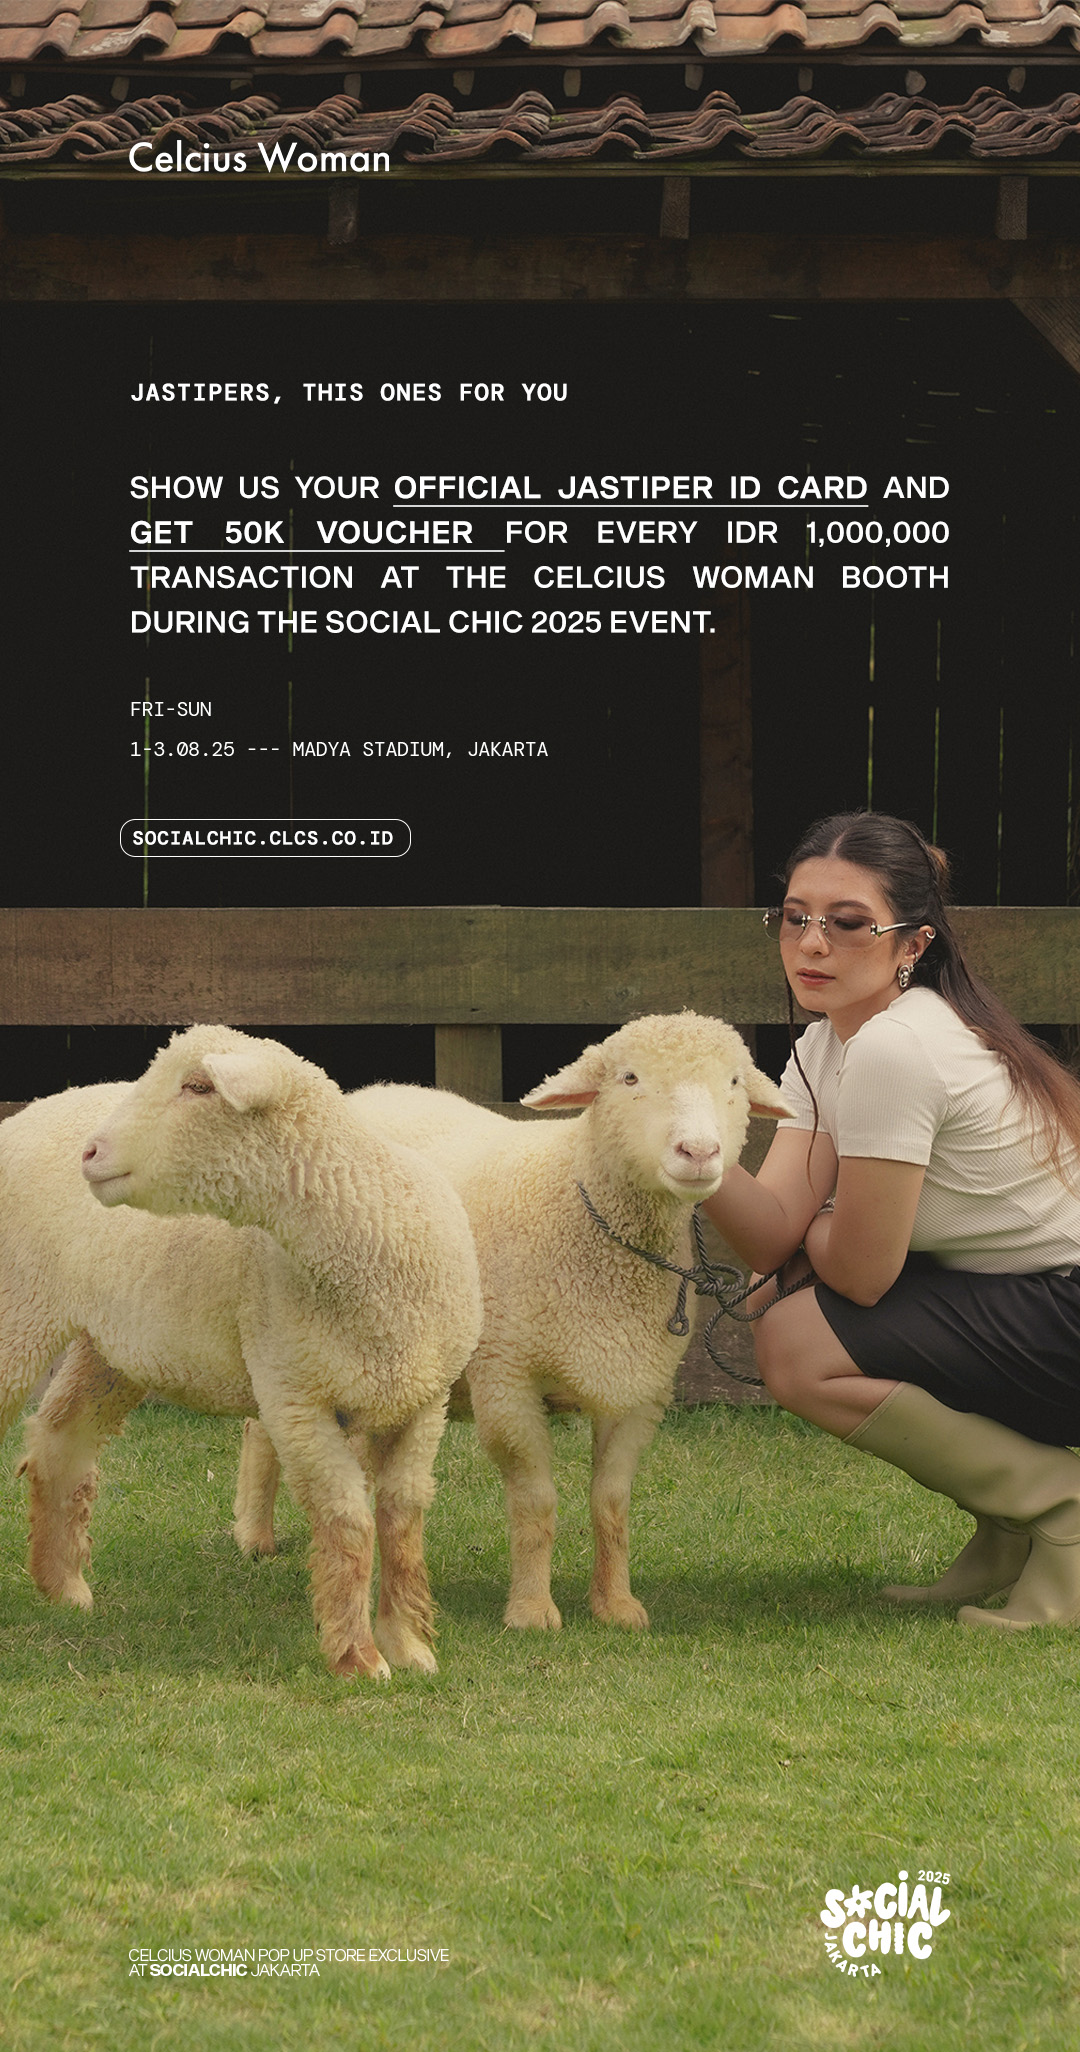 Celcius Woman
JASTIPERS, THIS ONES FOR YOU
SHOW US YOUR OFFICIAL JASTIPER ID CARD AND
GET 50K VOUCHER FOR EVERY IDR 1,000,000
TRANSACTION AT THE CELCIUS WOMAN BOOTH
DURING THE SOCIAL CHIC 2025 EVENT.
FRI-SUN
1-3.08.25 --- MADYA STADIUM, JAKARTA
SOCIALCHIC.CLCS.CO.ID
CELCIUS WOMAN POP UP STORE EXCLUSIVE
AT SOCIALCHIC JAKARTA
2025
SOCIAL
CHIC
JAKARTA